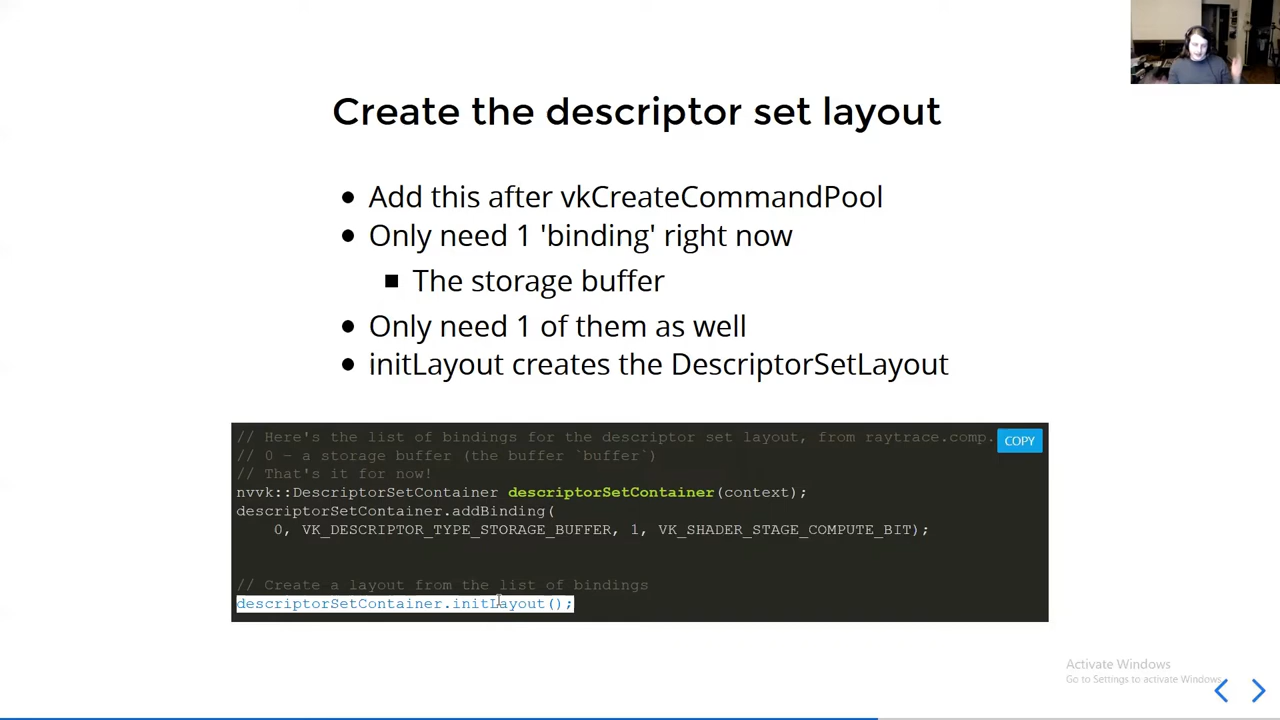 Create the descriptor set layout
Add this after vkCreateCommandPool
Only need 1 'binding' right now
The storage buffer
Only need 1 of them as well
initLayout creates the DescriptorSetLayout
// Here's the list of bindings for the descriptor set layout, from raytrace.comp.
COPY
// 0 - a storage buffer (the buffer `buffer`)
// That's it for now!
nvvk::DescriptorSetContainer descriptorSetContainer(context);
descriptorSetContainer.addBinding(
0, VK_DESCRIPTOR_TYPE_STORAGE_BUFFER, 1, VK_SHADER_STAGE_COMPUTE_BIT);
// Create a layout from the list of bindings
descriptorSetContainer.initLayout();
Activate Windows
Go to Settings to activate Windows.